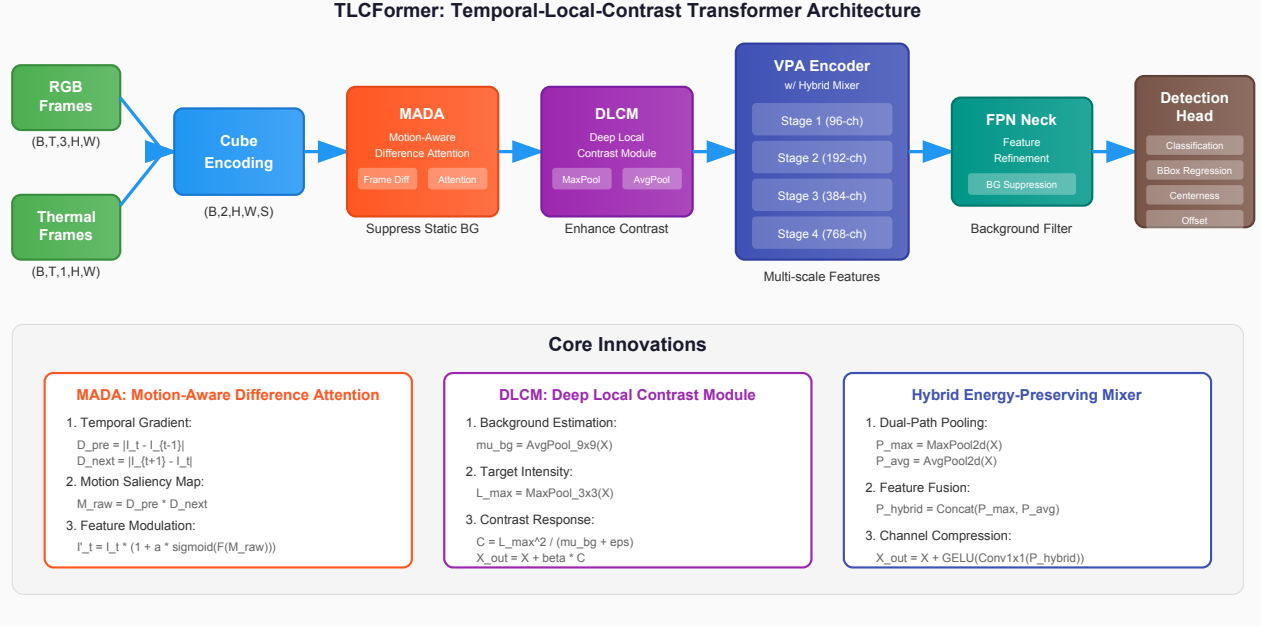 TLCFormer: Temporal-Local-Contrast Transformer Architecture
RGB
Frames
(B,T,3,H,W)
Thermal
Frames
(B,T,1,H,W)
Cube
Encoding
(B,2,H,W,S)
MADA
Motion-Aware
Difference Attention
Frame Diff
Attention
Suppress Static BG
DLCM
Deep Local
Contrast Module
MaxPool
AvgPool
Enhance Contrast
VPA Encoder
w/ Hybrid Mixer
Stage 1 (96-ch)
Stage 2 (192-ch)
Stage 3 (384-ch)
Stage 4 (768-ch)
Multi-scale Features
FPN Neck
Feature
Refinement
BG Suppression
Background Filter
Detection
Head
Classification
BBox Regression
Centerness
Offset
Core Innovations
MADA: Motion-Aware Difference Attention
1. Temporal Gradient:
D_pre = |I_t - I_{t-1}|
D_next = |I_{t+1} - I_t|
2. Motion Saliency Map:
M_raw = D_pre * D_next
3. Feature Modulation:
I'_t = I_t * (1 + a * sigmoid(F(M_raw)))
DLCM: Deep Local Contrast Module
1. Background Estimation:
mu_bg = AvgPool_9x9(X)
2. Target Intensity:
L_max = MaxPool_3x3(X)
3. Contrast Response:
C = L_max^2 / (mu_bg + eps)
X_out = X + beta * C
Hybrid Energy-Preserving Mixer
1. Dual-Path Pooling:
P_max = MaxPool2d(X)
P_avg = AvgPool2d(X)
2. Feature Fusion:
P_hybrid = Concat(P_max, P_avg)
3. Channel Compression:
X_out = X + GELU(Conv1x1(P_hybrid))